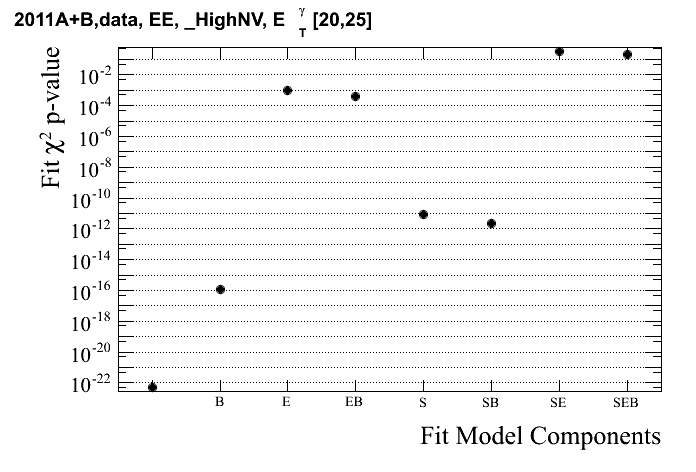 2011A+B,data, EE, _HighNV, E γ T [20,25]
Fit χ² p-value
10⁻²
10⁻⁴
10⁻⁶
10⁻⁸
10⁻¹⁰
10⁻¹²
10⁻¹⁴
10⁻¹⁶
10⁻¹⁸
10⁻²⁰
10⁻²²
B E EB S SB SE SEB
Fit Model Components